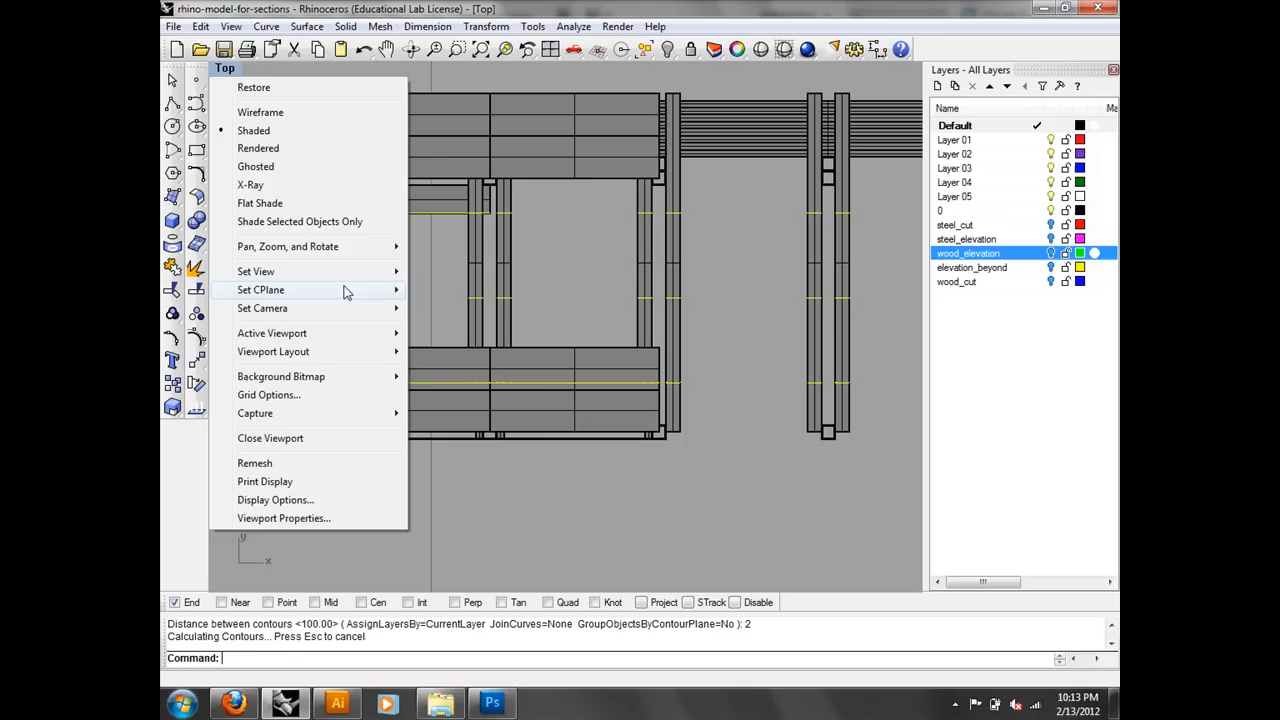 rhino-model-for-sections - Rhinoceros (Educational Lab License) - [Top]
File Edit View Curve Surface Solid Mesh Dimension Transform Tools Analyze Render Help
Top
Restore
Wireframe
Shaded
Rendered
Ghosted
X-Ray
Flat Shade
Shade Selected Objects Only
Pan, Zoom, and Rotate
Set View
Set CPlane
Set Camera
Active Viewport
Viewport Layout
Background Bitmap
Grid Options...
Capture
Close Viewport
Remesh
Print Display
Display Options...
Viewport Properties...
y
x
Layers - All Layers
Name Ma
Default
Layer 01
Layer 02
Layer 03
Layer 04
Layer 05
0
steel_cut
steel_elevation
wood_elevation
elevation_beyond
wood_cut
End Near Point Mid Cen Int Perp Tan Quad Knot Project STrack Disable
Distance between contours <100.00> ( AssignLayersBy=CurrentLayer JoinCurves=None GroupObjectsByContourPlane=No ): 2
Calculating Contours... Press Esc to cancel
Command:
Ai
Ps
10:13 PM
2/13/2012